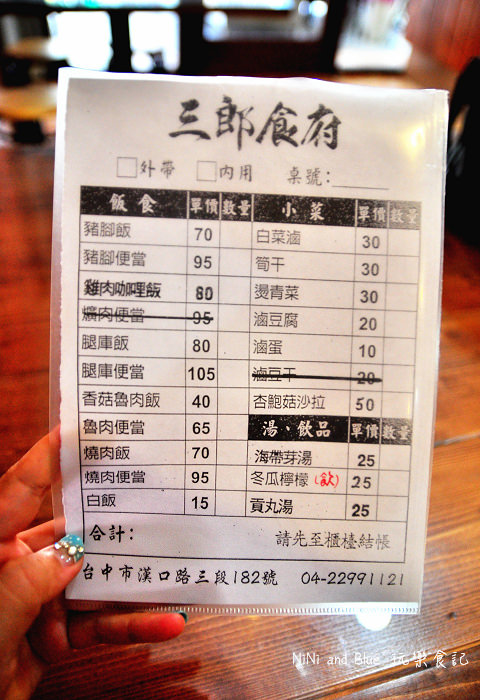 三郎食府
□外帶 □內用 桌號：______
飯食 單價 數量 小菜 單價 數量
豬腳飯 70 白菜滷 30
豬腳便當 95 筍干 30
雞肉咖哩飯 80 燙青菜 30
爌肉便當 95 滷豆腐 20
腿庫飯 80 滷蛋 10
腿庫便當 105 滷豆干 20
香菇魯肉飯 40 杏鮑菇沙拉 50
魯肉便當 65 湯、飲品 單價 數量
燒肉飯 70 海帶芽湯 25
燒肉便當 95 冬瓜檸檬(飲) 25
白飯 15 貢丸湯 25
合計： 請先至櫃檯結帳
台中市漢口路三段182號 04-22991121
NiNi and Blue 玩樂食記